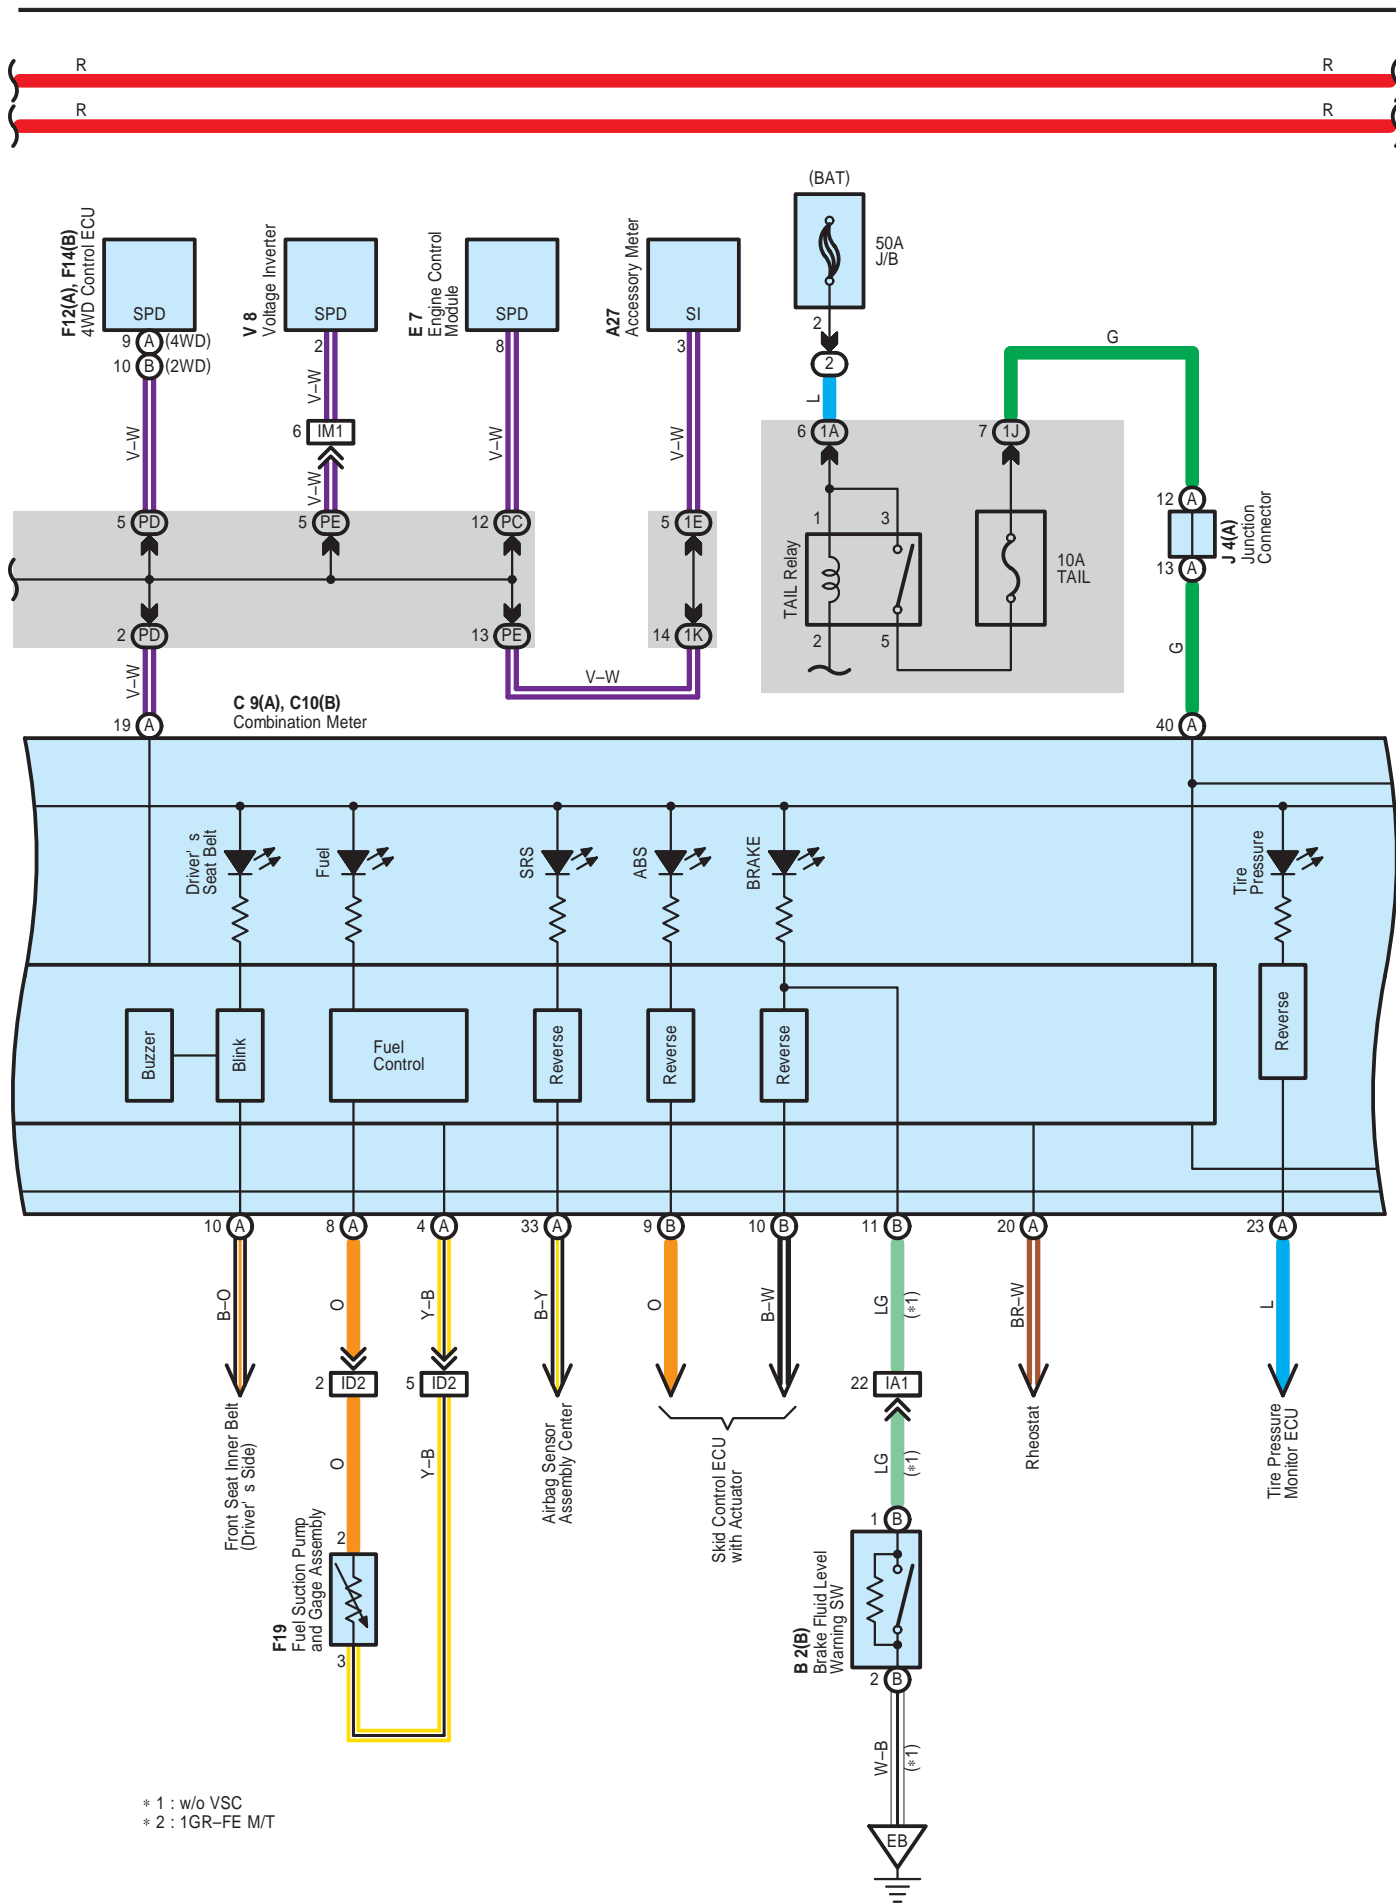 R
R
R
R
(BAT)
F12(A), F14(B)
4WD Control ECU
SPD
9 A (4WD)
10 B (2WD)
V 8
Voltage Inverter
SPD
2
E 7
Engine Control
Module
SPD
8
A27
Accessory Meter
SI
3
50A
J/B
2
2
L
G
V–W
V–W
6 IM1
V–W
V–W
V–W
6 1A
7 1J
5 PD
5 PE
12 PC
5 1E
1
3
TAIL Relay
10A
TAIL
12 A
J 4(A)
Junction
Connector
13 A
2 PD
13 PE
14 1K
2
5
G
V–W
V–W
C 9(A), C10(B)
Combination Meter
19 A
40 A
Driver' s
Seat Belt
Fuel
SRS
ABS
BRAKE
Tire
Pressure
Buzzer
Blink
Fuel
Control
Reverse
Reverse
Reverse
Reverse
10 A
8 A
4 A
33 A
9 B
10 B
11 B
20 A
23 A
B–O
O
Y–B
B–Y
O
B–W
LG
(*1)
BR–W
L
2 ID2
5 ID2
22 IA1
Front Seat Inner Belt
(Driver' s Side)
O
Y–B
Airbag Sensor
Assembly Center
Skid Control ECU
with Actuator
LG
(*1)
Rheostat
Tire Pressure
Monitor ECU
2
F19
Fuel Suction Pump
and Gage Assembly
3
1 B
B 2(B)
Brake Fluid Level
Warning SW
2 B
W–B
(*1)
EB
* 1 : w/o VSC
* 2 : 1GR–FE M/T